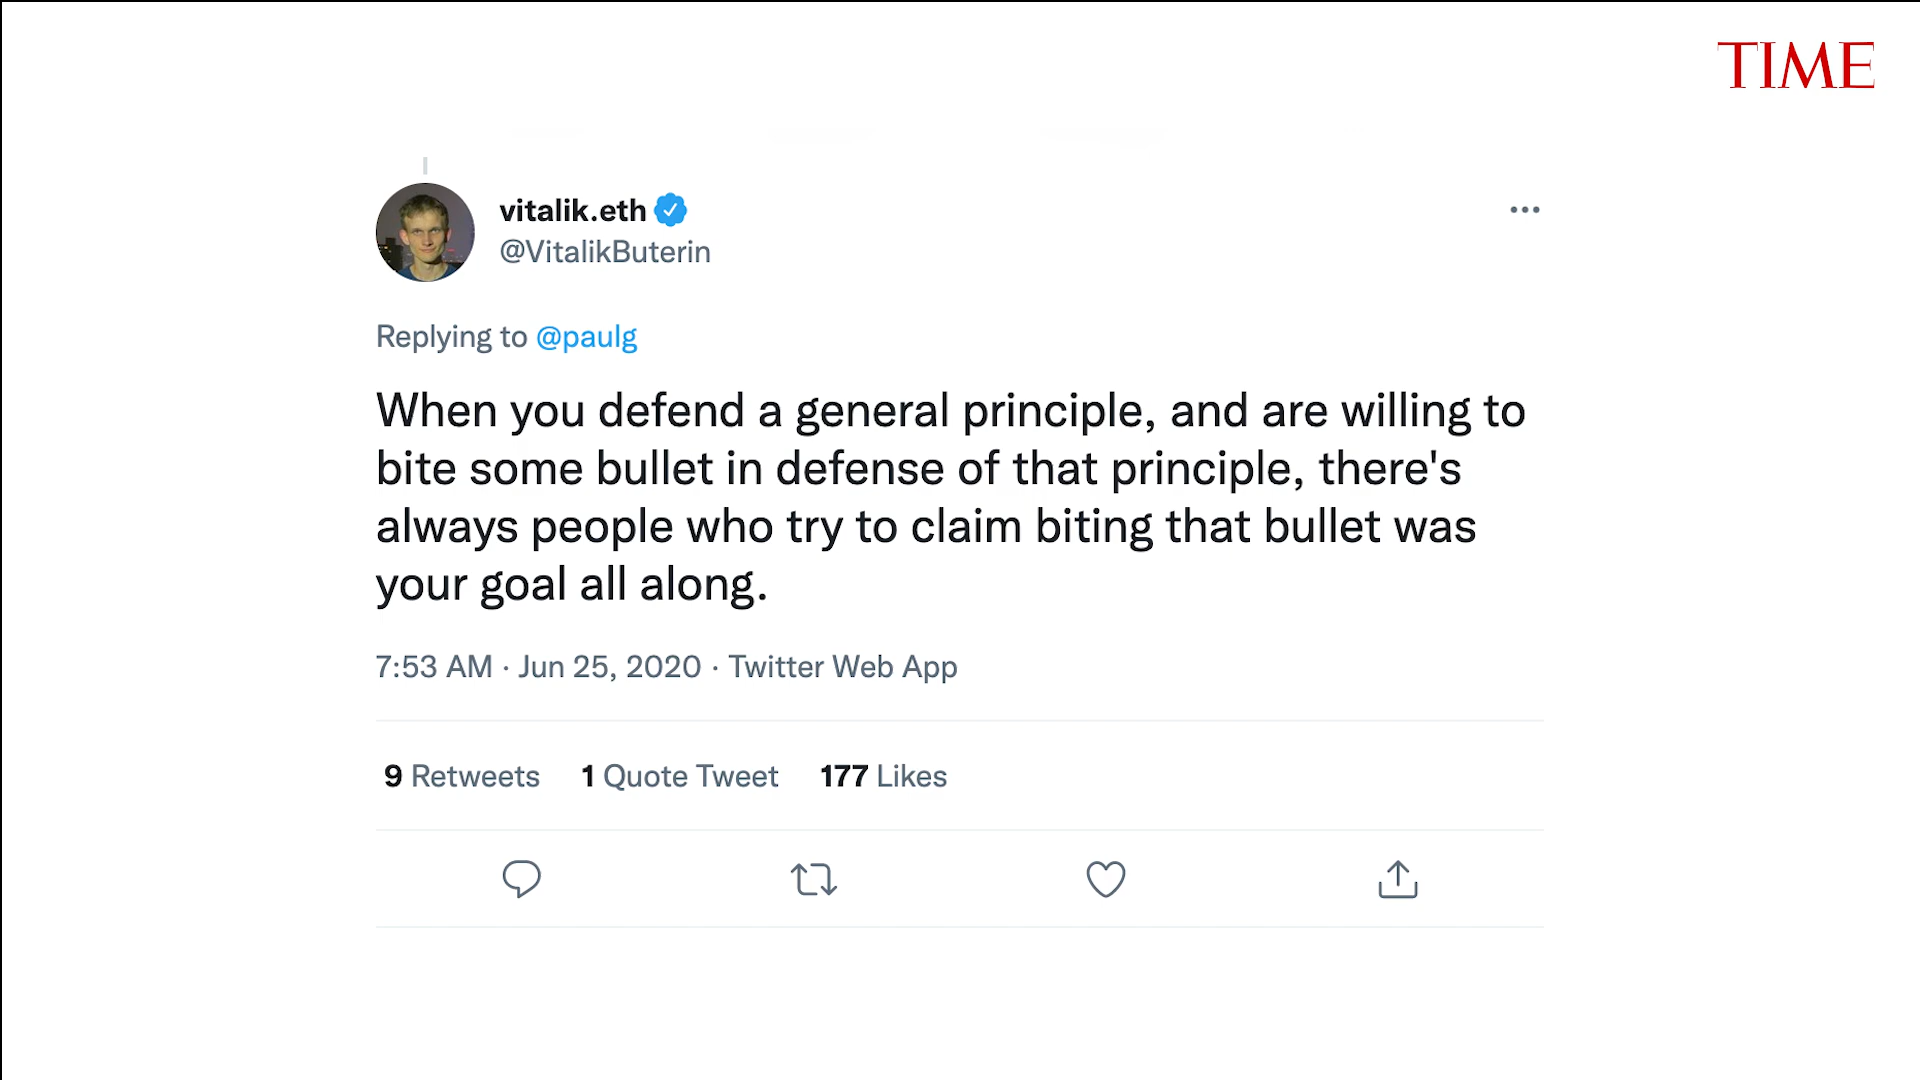 TIME
vitalik.eth
@VitalikButerin
Replying to @paulg
When you defend a general principle, and are willing to
bite some bullet in defense of that principle, there's
always people who try to claim biting that bullet was
your goal all along.
7:53 AM · Jun 25, 2020 · Twitter Web App
9 Retweets 1 Quote Tweet 177 Likes